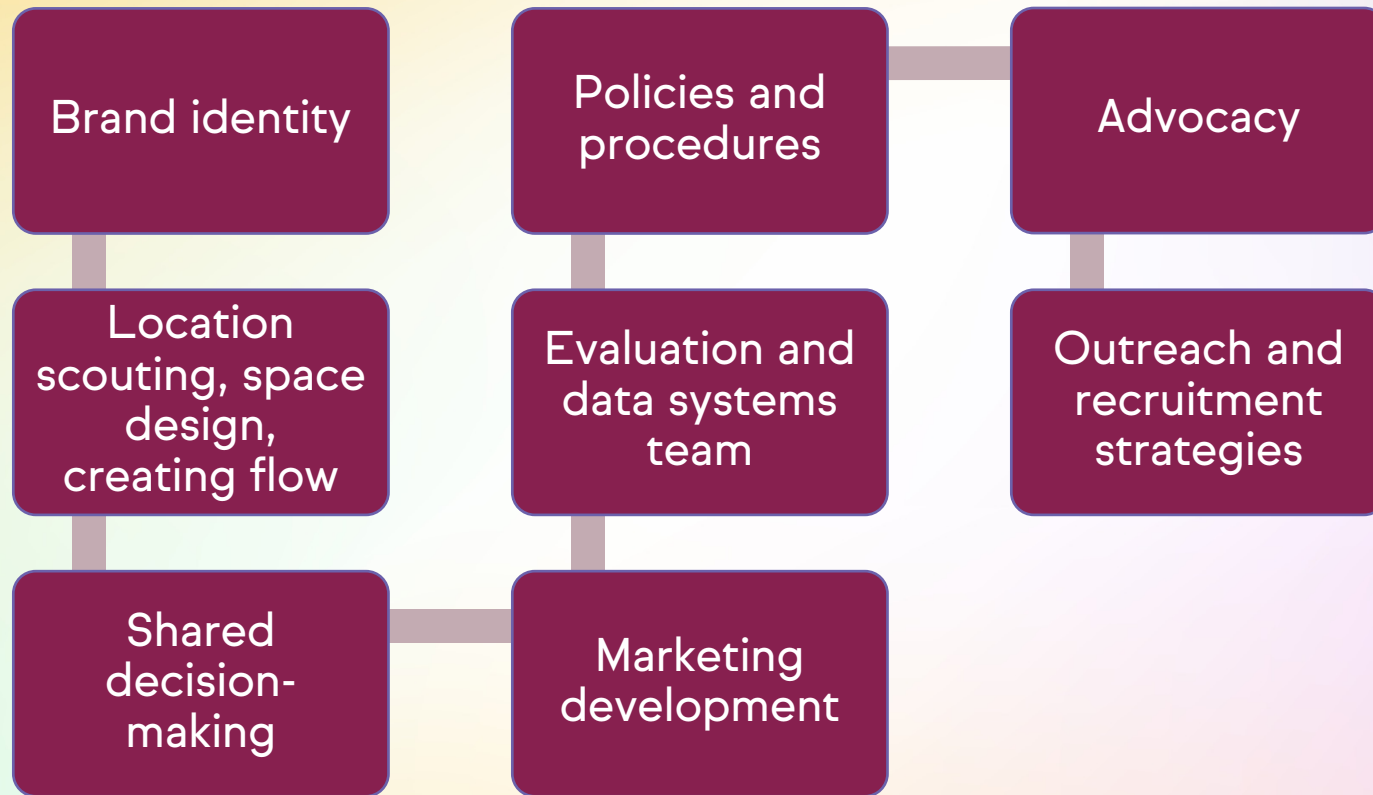 Brand identity
Location
scouting, space
design,
creating flow
Shared
decision-
making
Marketing
development
Evaluation and
data systems
team
Policies and
procedures
Advocacy
Outreach and
recruitment
strategies